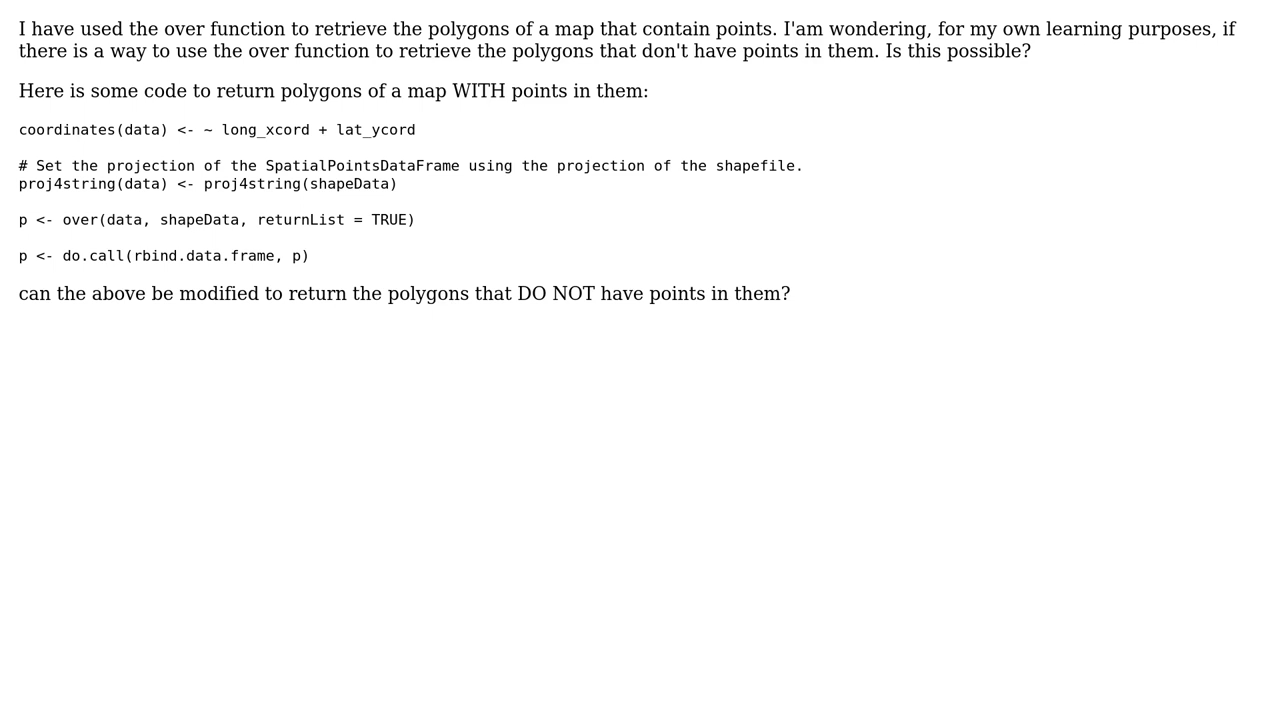 I have used the over function to retrieve the polygons of a map that contain points. I'am wondering, for my own learning purposes, if
there is a way to use the over function to retrieve the polygons that don't have points in them. Is this possible?
Here is some code to return polygons of a map WITH points in them:
coordinates(data) <- ~ long_xcord + lat_ycord
# Set the projection of the SpatialPointsDataFrame using the projection of the shapefile.
proj4string(data) <- proj4string(shapeData)
p <- over(data, shapeData, returnList = TRUE)
p <- do.call(rbind.data.frame, p)
can the above be modified to return the polygons that DO NOT have points in them?